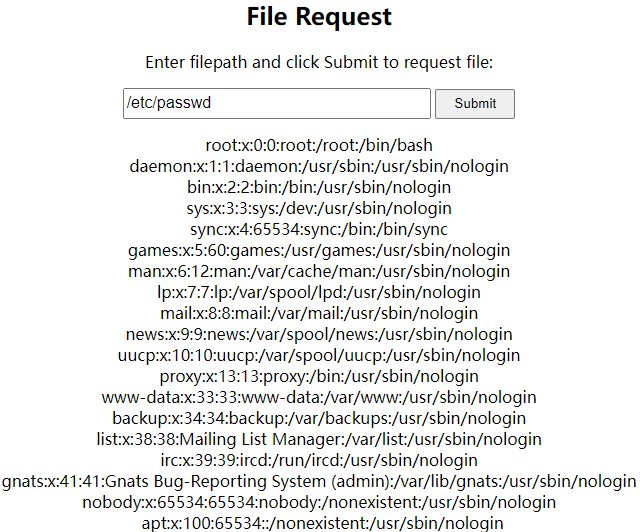 File Request
Enter filepath and click Submit to request file:
/etc/passwd
Submit
root:x:0:0:root:/root:/bin/bash
daemon:x:1:1:daemon:/usr/sbin:/usr/sbin/nologin
bin:x:2:2:bin:/bin:/usr/sbin/nologin
sys:x:3:3:sys:/dev:/usr/sbin/nologin
sync:x:4:65534:sync:/bin:/bin/sync
games:x:5:60:games:/usr/games:/usr/sbin/nologin
man:x:6:12:man:/var/cache/man:/usr/sbin/nologin
lp:x:7:7:lp:/var/spool/lpd:/usr/sbin/nologin
mail:x:8:8:mail:/var/mail:/usr/sbin/nologin
news:x:9:9:news:/var/spool/news:/usr/sbin/nologin
uucp:x:10:10:uucp:/var/spool/uucp:/usr/sbin/nologin
proxy:x:13:13:proxy:/bin:/usr/sbin/nologin
www-data:x:33:33:www-data:/var/www:/usr/sbin/nologin
backup:x:34:34:backup:/var/backups:/usr/sbin/nologin
list:x:38:38:Mailing List Manager:/var/list:/usr/sbin/nologin
irc:x:39:39:ircd:/run/ircd:/usr/sbin/nologin
gnats:x:41:41:Gnats Bug-Reporting System (admin):/var/lib/gnats:/usr/sbin/nologin
nobody:x:65534:65534:nobody:/nonexistent:/usr/sbin/nologin
apt:x:100:65534::/nonexistent:/usr/sbin/nologin